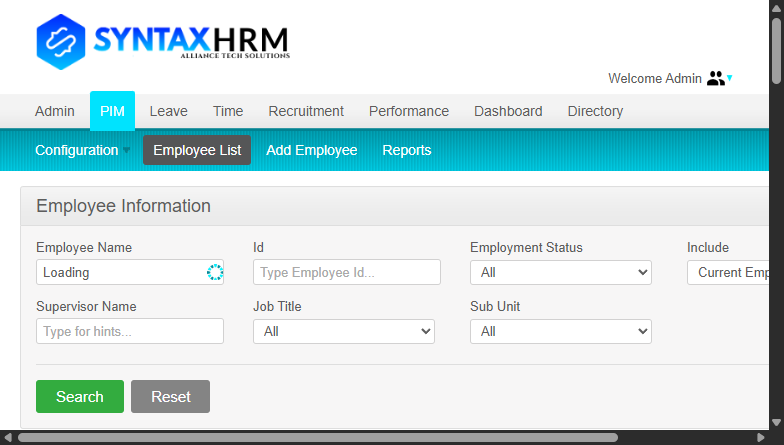 SYNTAXHRM
ALLIANCE TECH SOLUTIONS
Welcome Admin
Admin PIM Leave Time Recruitment Performance Dashboard Directory
Configuration Employee List Add Employee Reports
Employee Information
Employee Name Id Employment Status Include
Loading Type Employee Id... All Current Emp
Supervisor Name Job Title Sub Unit
Type for hints... All All
Search Reset